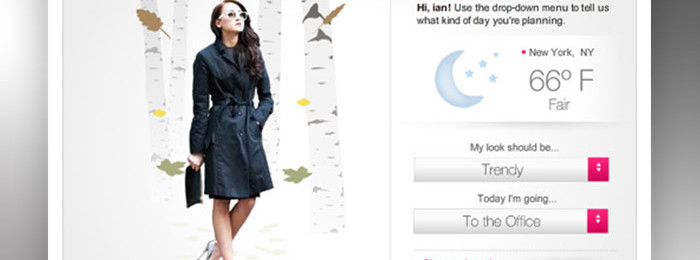 Hi, ian! Use the drop-down menu to tell us
what kind of day you're planning.
New York, NY
66º F
Fair
My look should be...
Trendy
Today I'm going...
To the Office